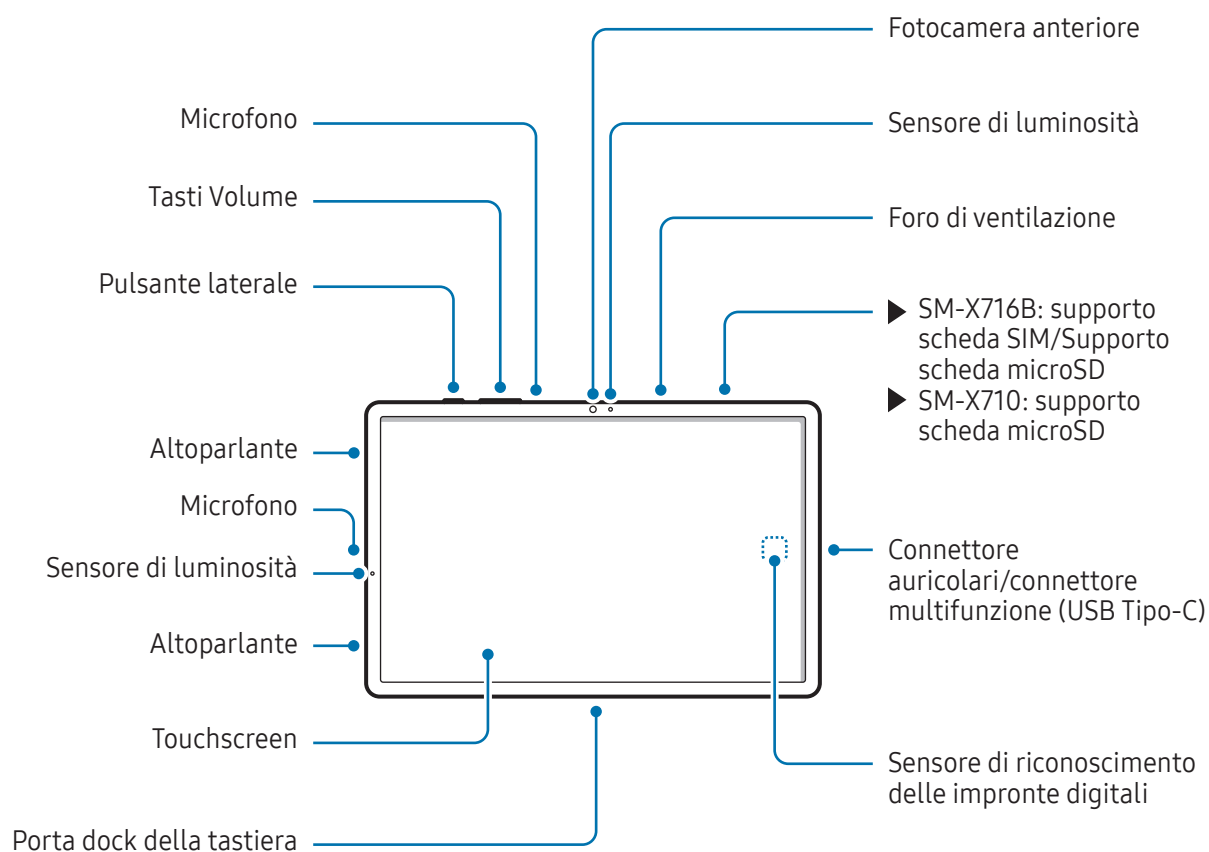 Fotocamera anteriore
Microfono
Sensore di luminosità
Tasti Volume
Foro di ventilazione
Pulsante laterale
SM-X716B: supporto
scheda SIM/Supporto
scheda microSD
SM-X710: supporto
scheda microSD
Altoparlante
Microfono
Sensore di luminosità
Altoparlante
Connettore
auricolari/connettore
multifunzione (USB Tipo-C)
Touchscreen
Sensore di riconoscimento
delle impronte digitali
Porta dock della tastiera